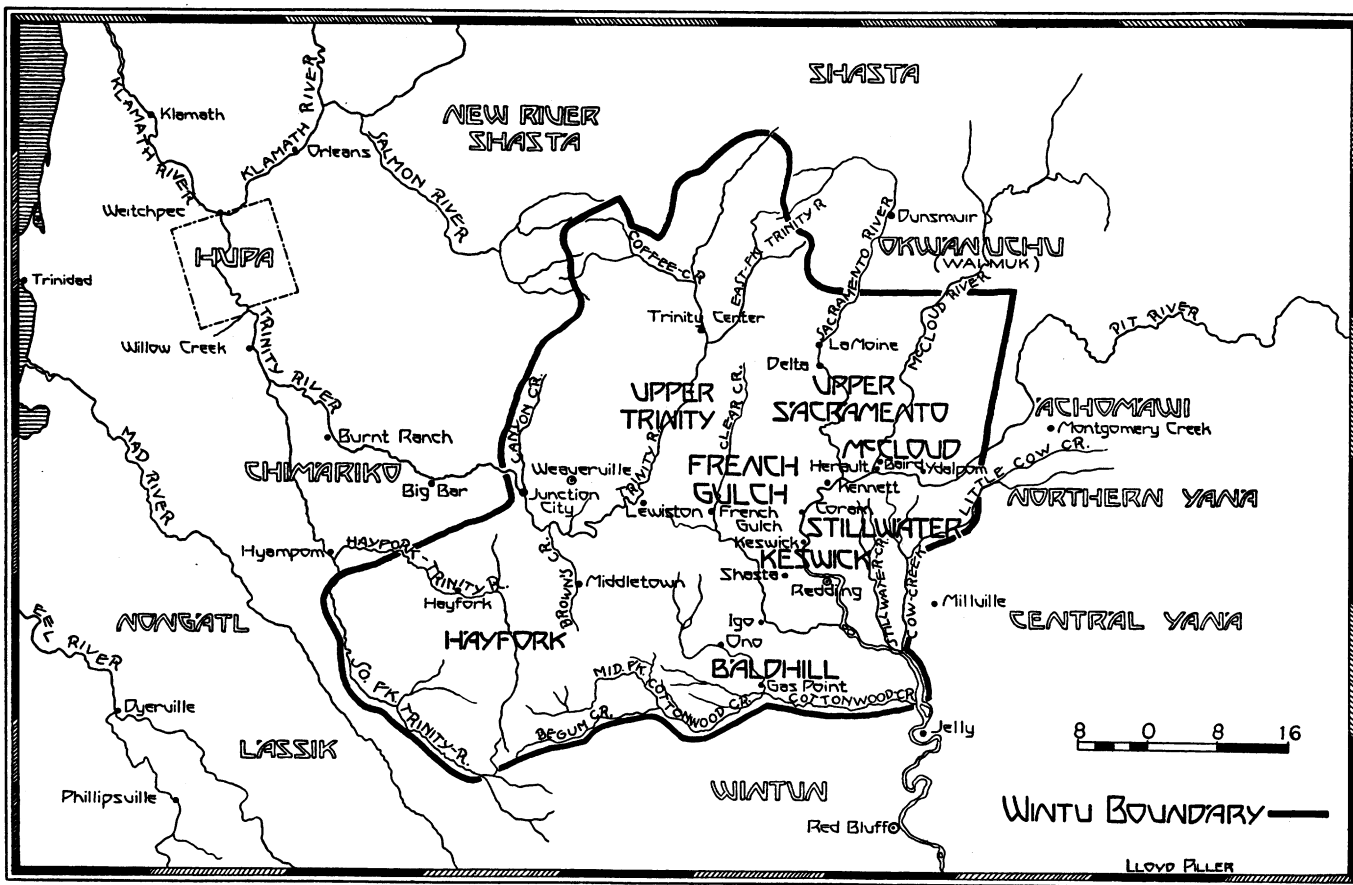 SHASTA
NEW RIVER
SHASTA
KLAMATH RIVER
Klamath
KLAMATH RIVER
Orleans
SALMON RIVER
Weitchpec
HUPA
Trinidad
COFFEE CR.
EAST FK. TRINITY R.
SACRAMENTO RIVER
Dunsmuir
OKWANUCHU
(WAUMUK)
MCCLOUD RIVER
PIT RIVER
Willow Creek
TRINITY RIVER
Trinity Center
LaMoine
Delta
UPPER
TRINITY
CLEAR CR.
UPPER
SACRAMENTO
ACHOMAWI
Montgomery Creek
MAD RIVER
Burnt Ranch
CHIMARIKO
Big Bar
CANYON CR.
Weaverville
Junction
City
TRINITY R.
Lewiston
FRENCH
GULCH
French
Gulch
MCCLOUD
Herault
Baird
Ydalpom
Kennett
Coram
LITTLE COW CR.
NORTHERN YANA
STILLWATER
Keswick
KESWICK
Shasta
Redding
STILLWATER CR.
COW CREEK
Millville
CENTRAL YANA
Hyampom
HAYFORK-TRINITY R.
Hayfork
HAYFORK
BROWNS CR.
Middletown
Igo
Ono
BALDHILL
Gas Point
MID. FK. COTTONWOOD CR.
COTTONWOOD CR.
BEGUM CR.
SO. FK. TRINITY-R.
NONGATL
EEL RIVER
Dyerville
LASSIK
Phillipsville
WINTUN
Jelly
Red Bluff
8 0 8 16
WINTU BOUNDARY
LLOYD PILLER